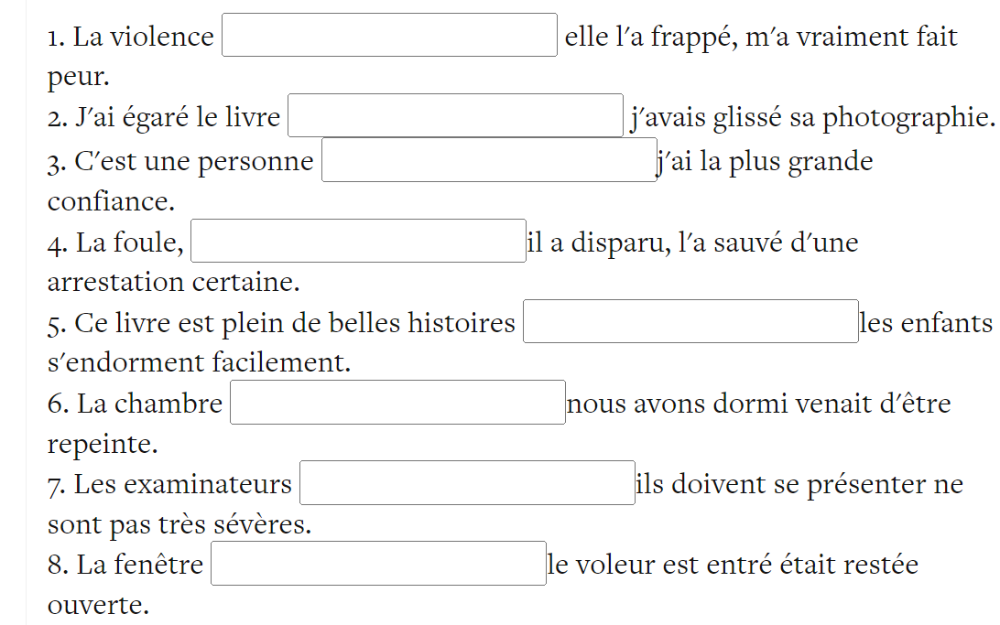 1. La violence elle l'a frappé, m'a vraiment fait
peur.
2. J'ai égaré le livre j'avais glissé sa photographie.
3. C'est une personne j'ai la plus grande
confiance.
4. La foule, il a disparu, l'a sauvé d'une
arrestation certaine.
5. Ce livre est plein de belles histoires les enfants
s'endorment facilement.
6. La chambre nous avons dormi venait d'être
repeinte.
7. Les examinateurs ils doivent se présenter ne
sont pas très sévères.
8. La fenêtre le voleur est entré était restée
ouverte.